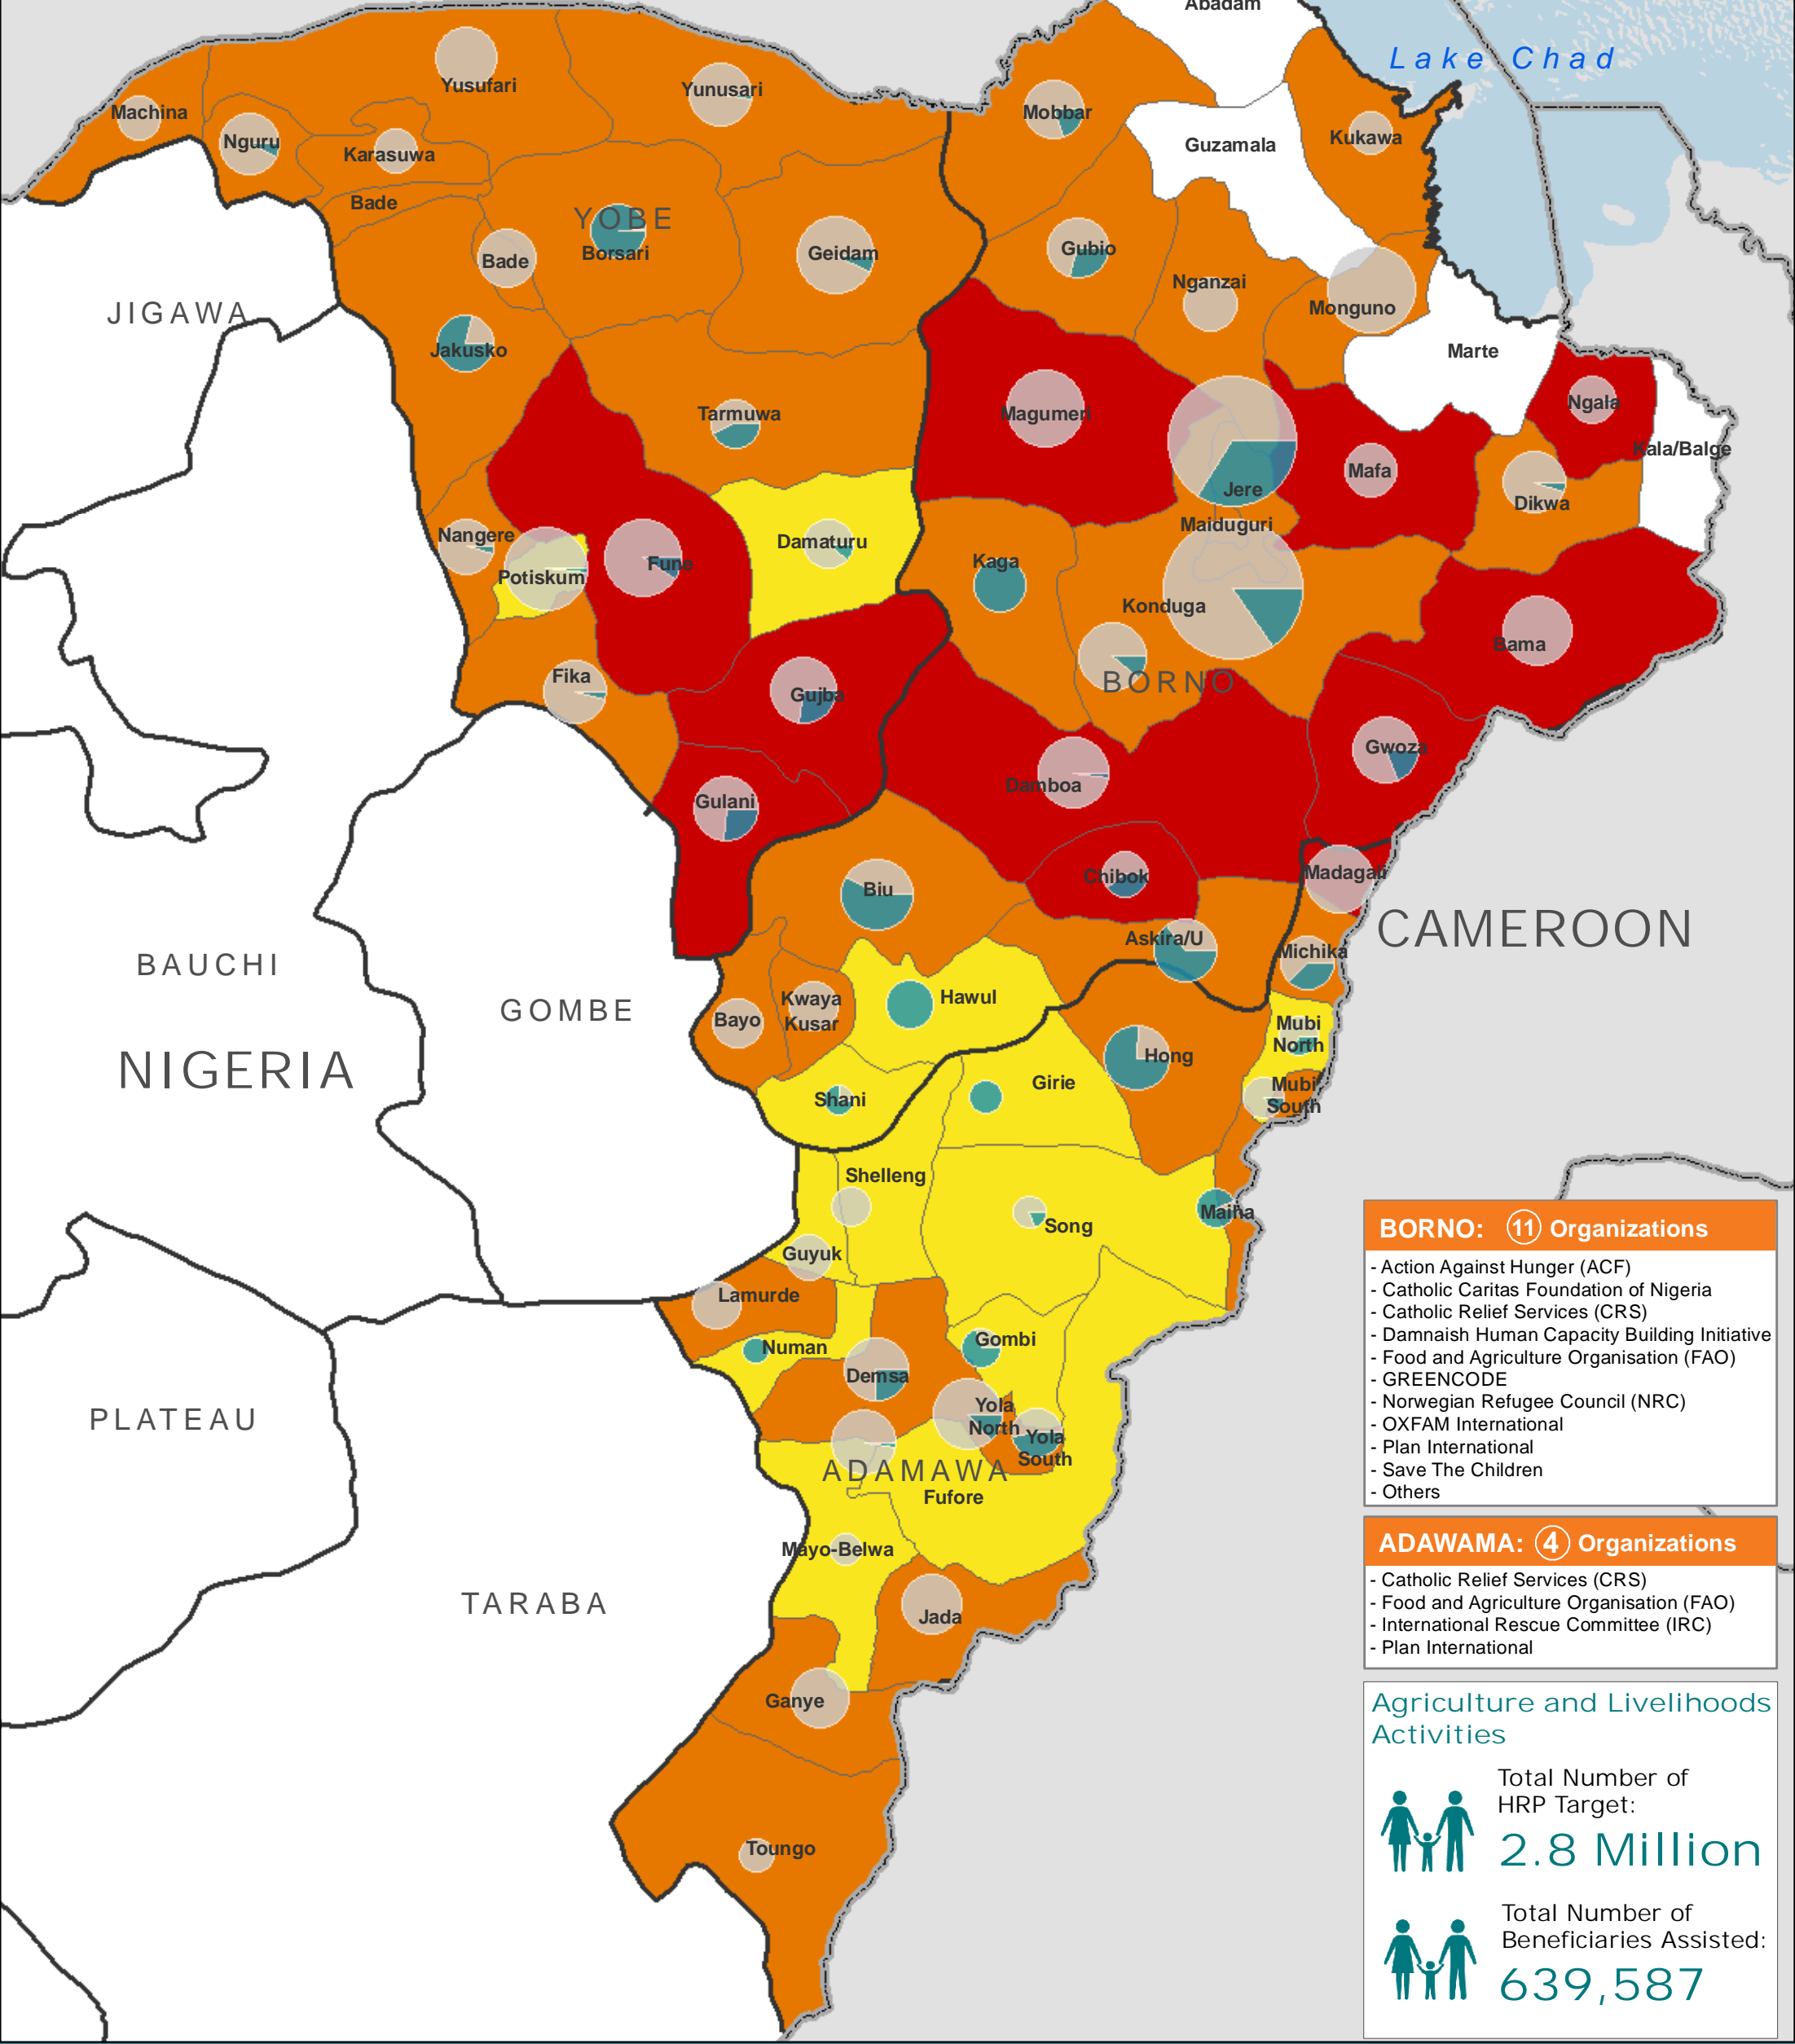 Abadam
Lake Chad
Yusufari
Yunusari
Machina
Mobbar
Nguru
Karasuwa
Guzamala
Kukawa
Bade
YOBE
Borsari
Geidam
Gubio
Bade
Nganzai
Monguno
JIGAWA
Jakusko
Marte
Tarmuwa
Magumeri
Ngala
Kala/Balge
Mafa
Jere
Dikwa
Maiduguri
Nangere
Damaturu
Potiskum
Fune
Kaga
Konduga
Bama
BORNO
Fika
Gujba
Gwoza
Damboa
Gulani
Chibok
Madagali
Biu
CAMEROON
Askira/U
Michika
BAUCHI
GOMBE
Hawul
Kwaya
Kusar
Bayo
Mubi
North
NIGERIA
Hong
Girie
Mubi
South
Shani
Shelleng
Song
Maiha
Guyuk
Lamurde
Numan
Gombi
Demsa
Yola
North
Yola
South
PLATEAU
ADAMAWA
Fufore
Mayo-Belwa
TARABA
Jada
Ganye
Toungo
BORNO: 11 Organizations
- Action Against Hunger (ACF)
- Catholic Caritas Foundation of Nigeria
- Catholic Relief Services (CRS)
- Damnaish Human Capacity Building Initiative
- Food and Agriculture Organisation (FAO)
- GREENCODE
- Norwegian Refugee Council (NRC)
- OXFAM International
- Plan International
- Save The Children
- Others
ADAWAMA: 4 Organizations
- Catholic Relief Services (CRS)
- Food and Agriculture Organisation (FAO)
- International Rescue Committee (IRC)
- Plan International
Agriculture and Livelihoods
Activities
Total Number of
HRP Target:
2.8 Million
Total Number of
Beneficiaries Assisted:
639,587